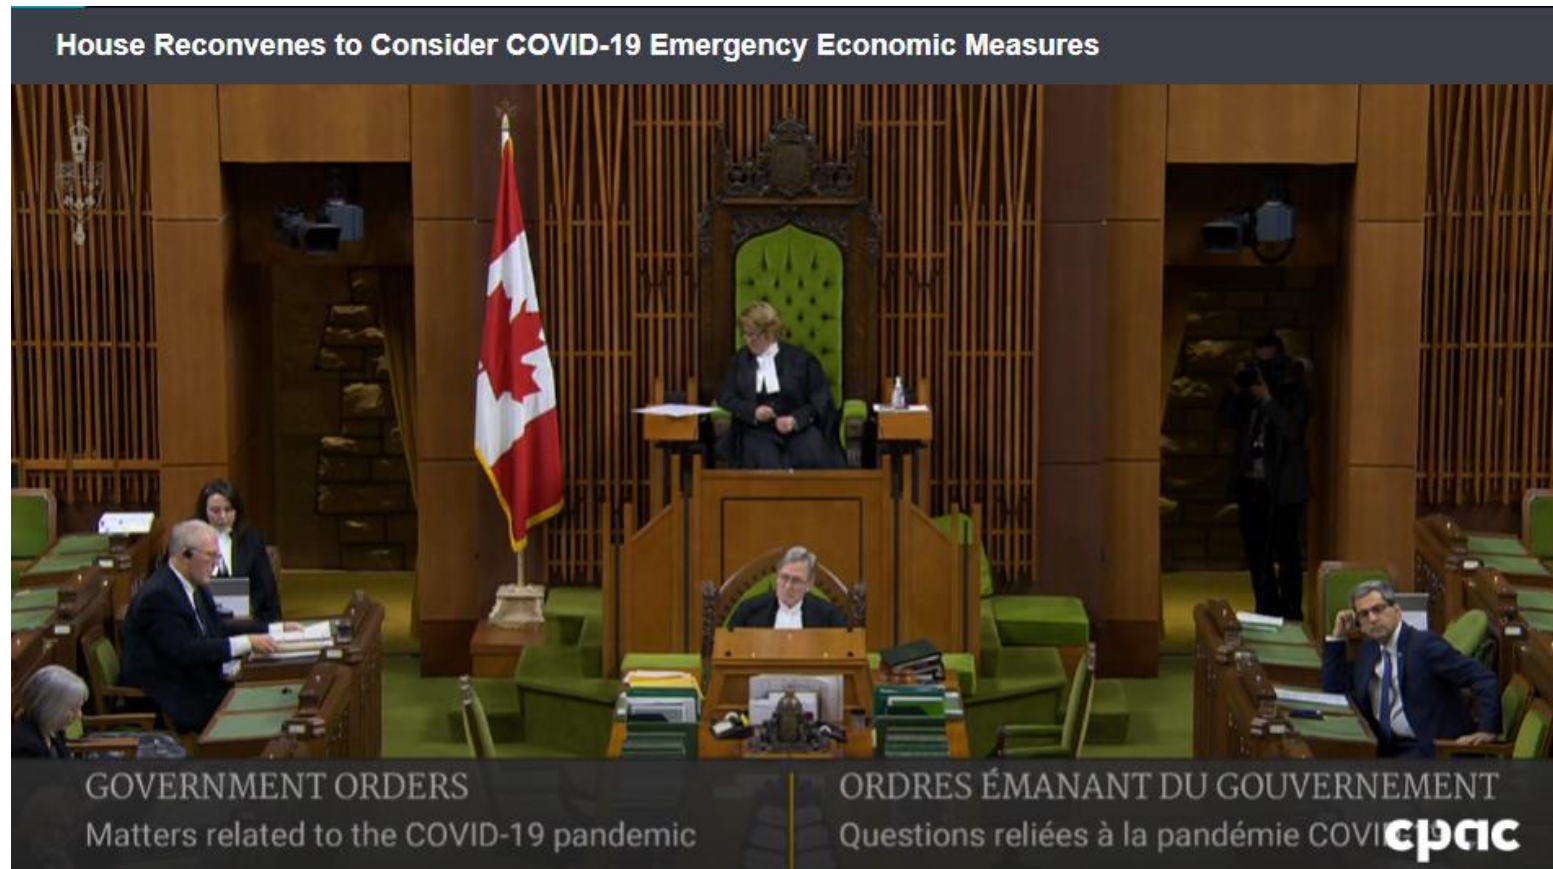 House Reconvenes to Consider COVID-19 Emergency Economic Measures
GOVERNMENT ORDERS
Matters related to the COVID-19 pandemic
ORDRES ÉMANANT DU GOUVERNEMENT
Questions reliées à la pandémie COVI
cpac